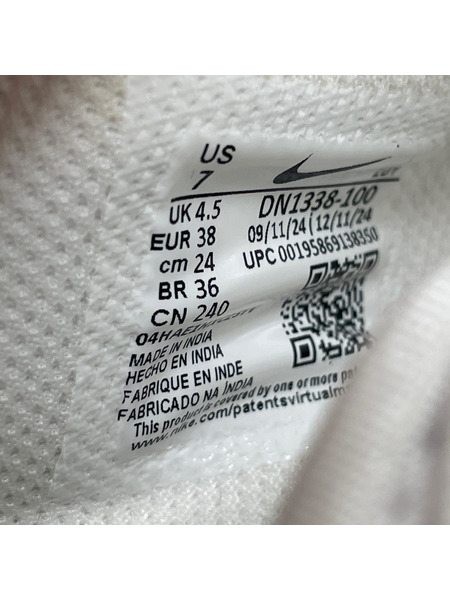 US
7
UK 4.5
EUR 38
cm 24
BR 36
CN 240
DN1338-100
09/11/24 | 12/11/24
UPC 00195869138350
MADE IN INDIA
HECHO EN INDIA
FABRIQUE EN INDE
FABRICADO NA ÍNDIA
This product is covered by one or more
www.nike.com/patentsvirtualm